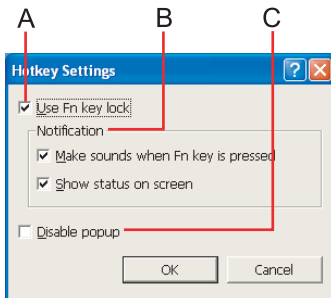 A B C
Hotkey Settings
Use Fn key lock
Notification
Make sounds when Fn key is pressed
Show status on screen
Disable popup
OK Cancel